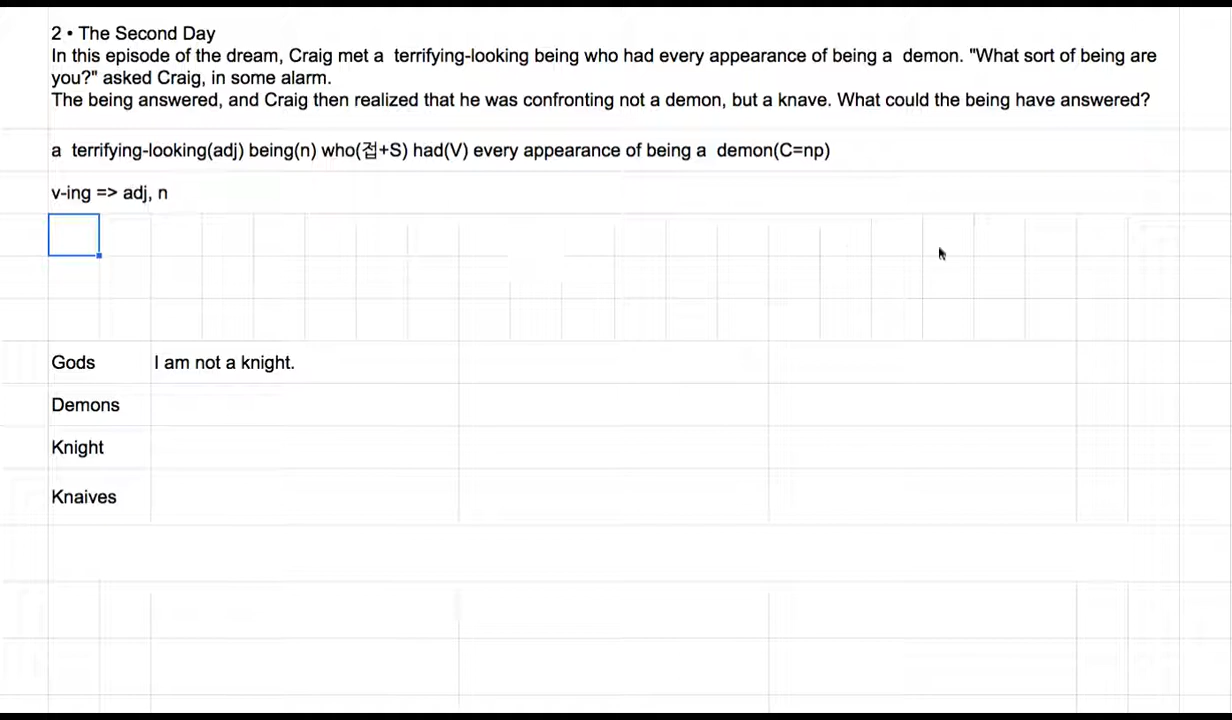 2 • The Second Day
In this episode of the dream, Craig met a  terrifying-looking being who had every appearance of being a  demon. "What sort of being are
you?" asked Craig, in some alarm.
The being answered, and Craig then realized that he was confronting not a demon, but a knave. What could the being have answered?
a  terrifying-looking(adj) being(n) who(접+S) had(V) every appearance of being a  demon(C=np)
v-ing => adj, n
Gods I am not a knight.
Demons
Knight
Knaives